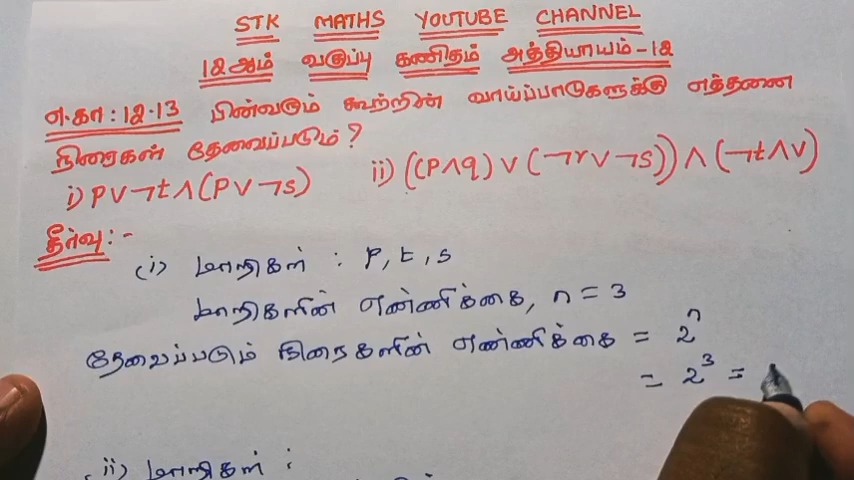 STK MATHS YOUTUBE CHANNEL
12ஆம் வகுப்பு கணிதம் அத்தியாயம் - 12
எ.கா : 12.13 பின்வரும் கூற்றின் வாய்ப்பாடுகளுக்கு எத்தனை
நிரைகள் தேவைப்படும் ?
i) P∨¬t∧(P∨¬s) ii) ((P∧q)∨(¬r∨¬s))∧(¬t∧v)
தீர்வு : -
(i) மாறிகள் : P, t, s
மாறிகளின் எண்ணிக்கை, n = 3
தேவைப்படும் நிரைகளின் எண்ணிக்கை = 2ⁿ
= 2³ =
(ii) மாறிகள் :